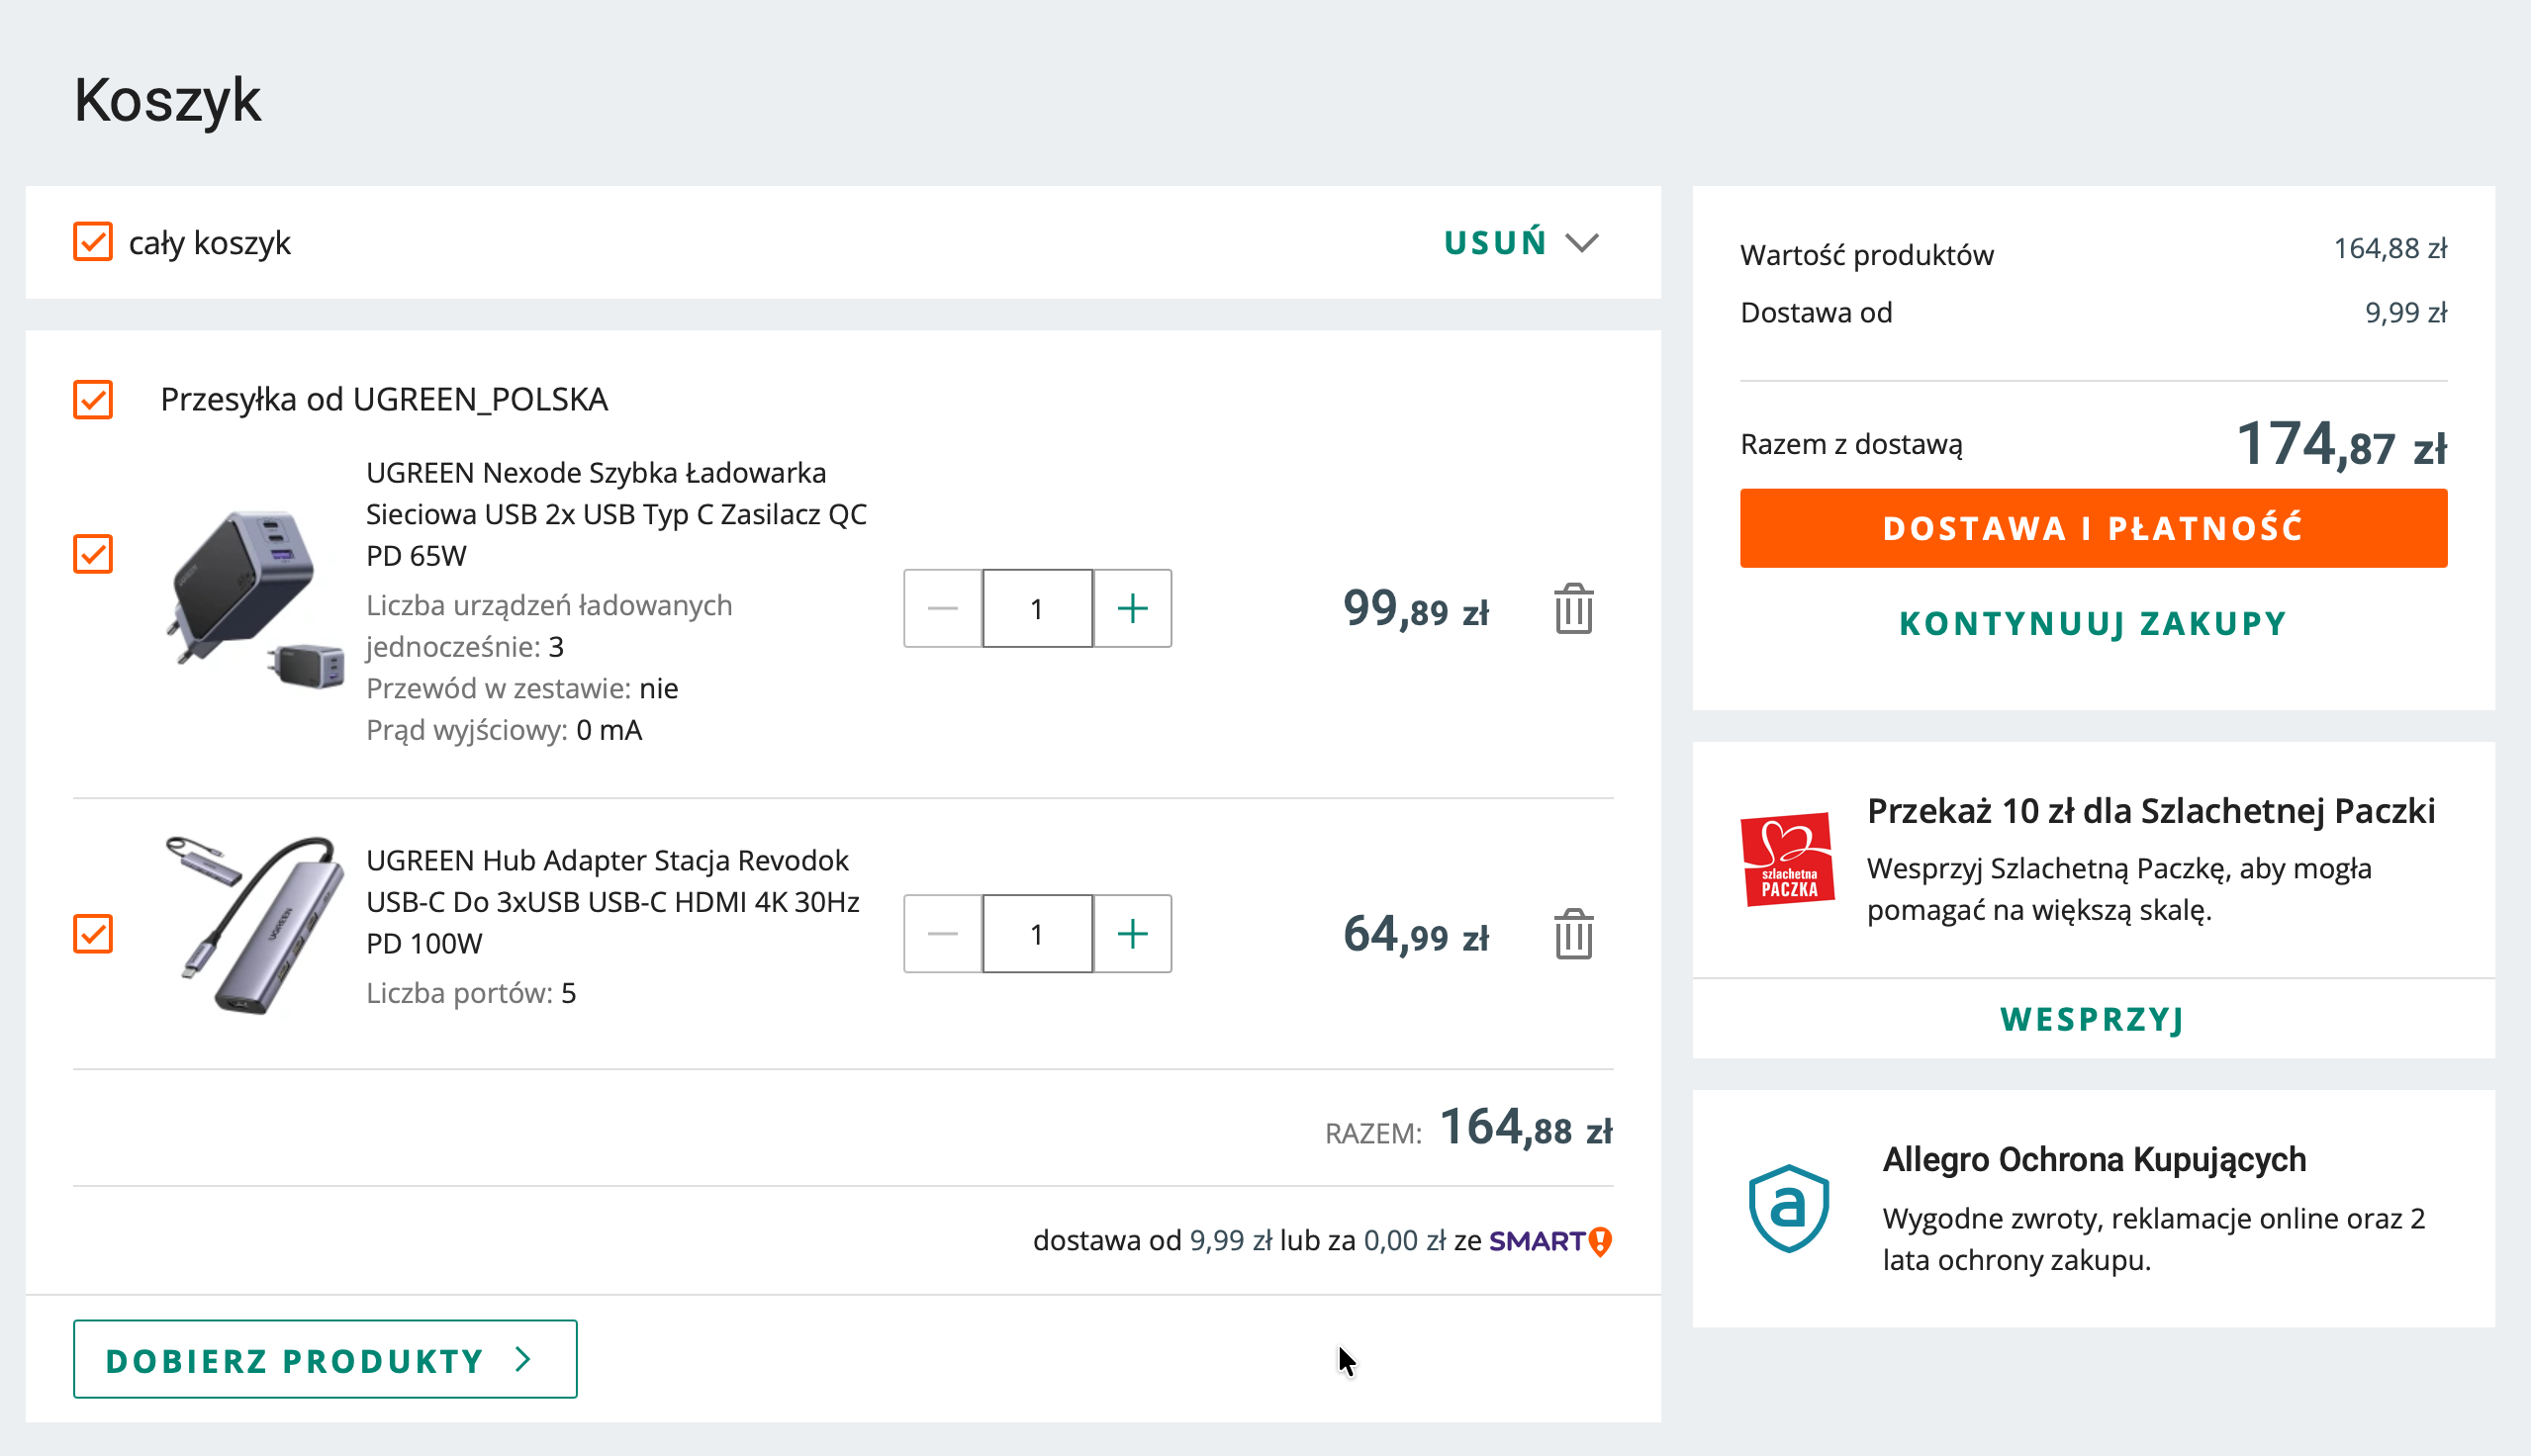 Koszyk
cały koszyk
USUŃ
Przesyłka od UGREEN_POLSKA
UGREEN Nexode Szybka Ładowarka
Sieciowa USB 2x USB Typ C Zasilacz QC
PD 65W
Liczba urządzeń ładowanych
jednocześnie: 3
Przewód w zestawie: nie
Prąd wyjściowy: 0 mA
1
99,89 zł
UGREEN Hub Adapter Stacja Revodok
USB-C Do 3xUSB USB-C HDMI 4K 30Hz
PD 100W
Liczba portów: 5
UGREEN
1
64,99 zł
RAZEM: 164,88 zł
dostawa od 9,99 zł lub za 0,00 zł ze SMART!
DOBIERZ PRODUKTY
Wartość produktów 164,88 zł
Dostawa od 9,99 zł
Razem z dostawą 174,87 zł
DOSTAWA I PŁATNOŚĆ
KONTYNUUJ ZAKUPY
szlachetna
PACZKA
Przekaż 10 zł dla Szlachetnej Paczki
Wesprzyj Szlachetną Paczkę, aby mogła
pomagać na większą skalę.
WESPRZYJ
a
Allegro Ochrona Kupujących
Wygodne zwroty, reklamacje online oraz 2
lata ochrony zakupu.